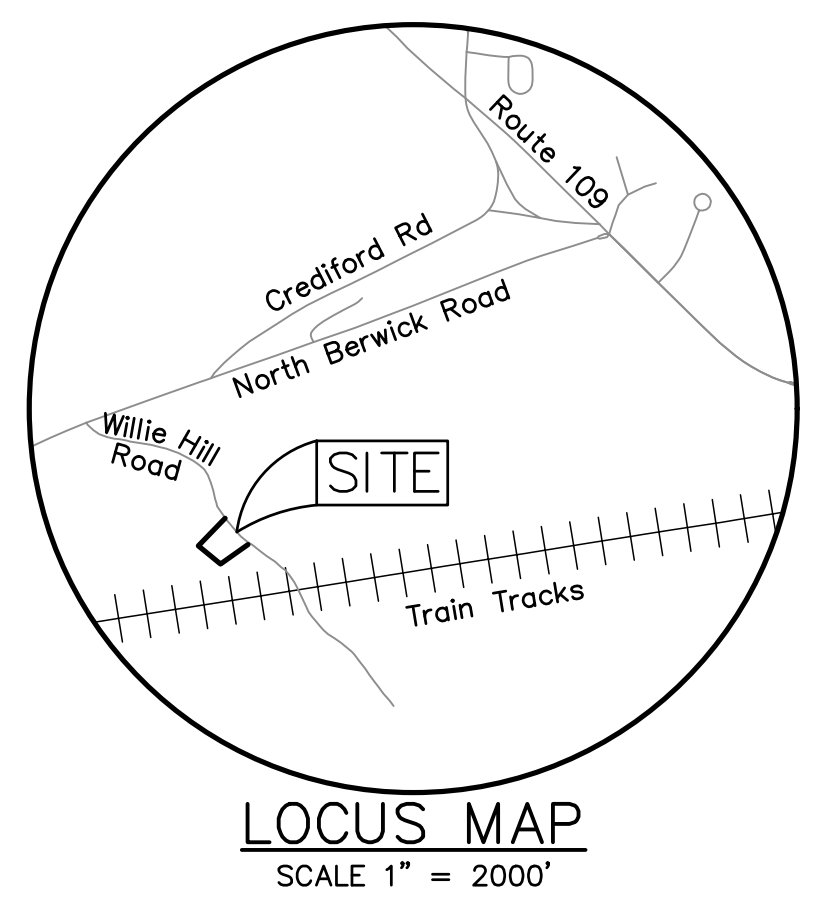 Route 109
Crediford Rd
North Berwick Road
Willie Hill
Road
SITE
Train Tracks
LOCUS MAP
SCALE 1" = 2000'